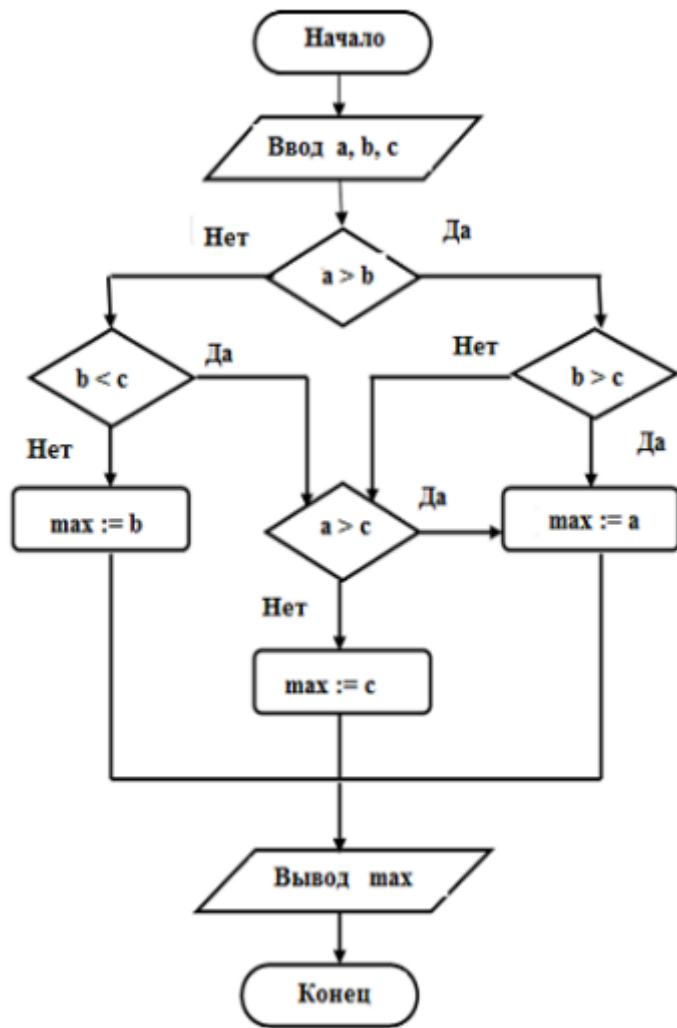 Начало
Ввод a, b, c
Нет
Да
a > b
Да
Нет
b < c
b > c
Нет
Да
max := b
Да
max := a
a > c
Нет
max := c
Вывод max
Конец